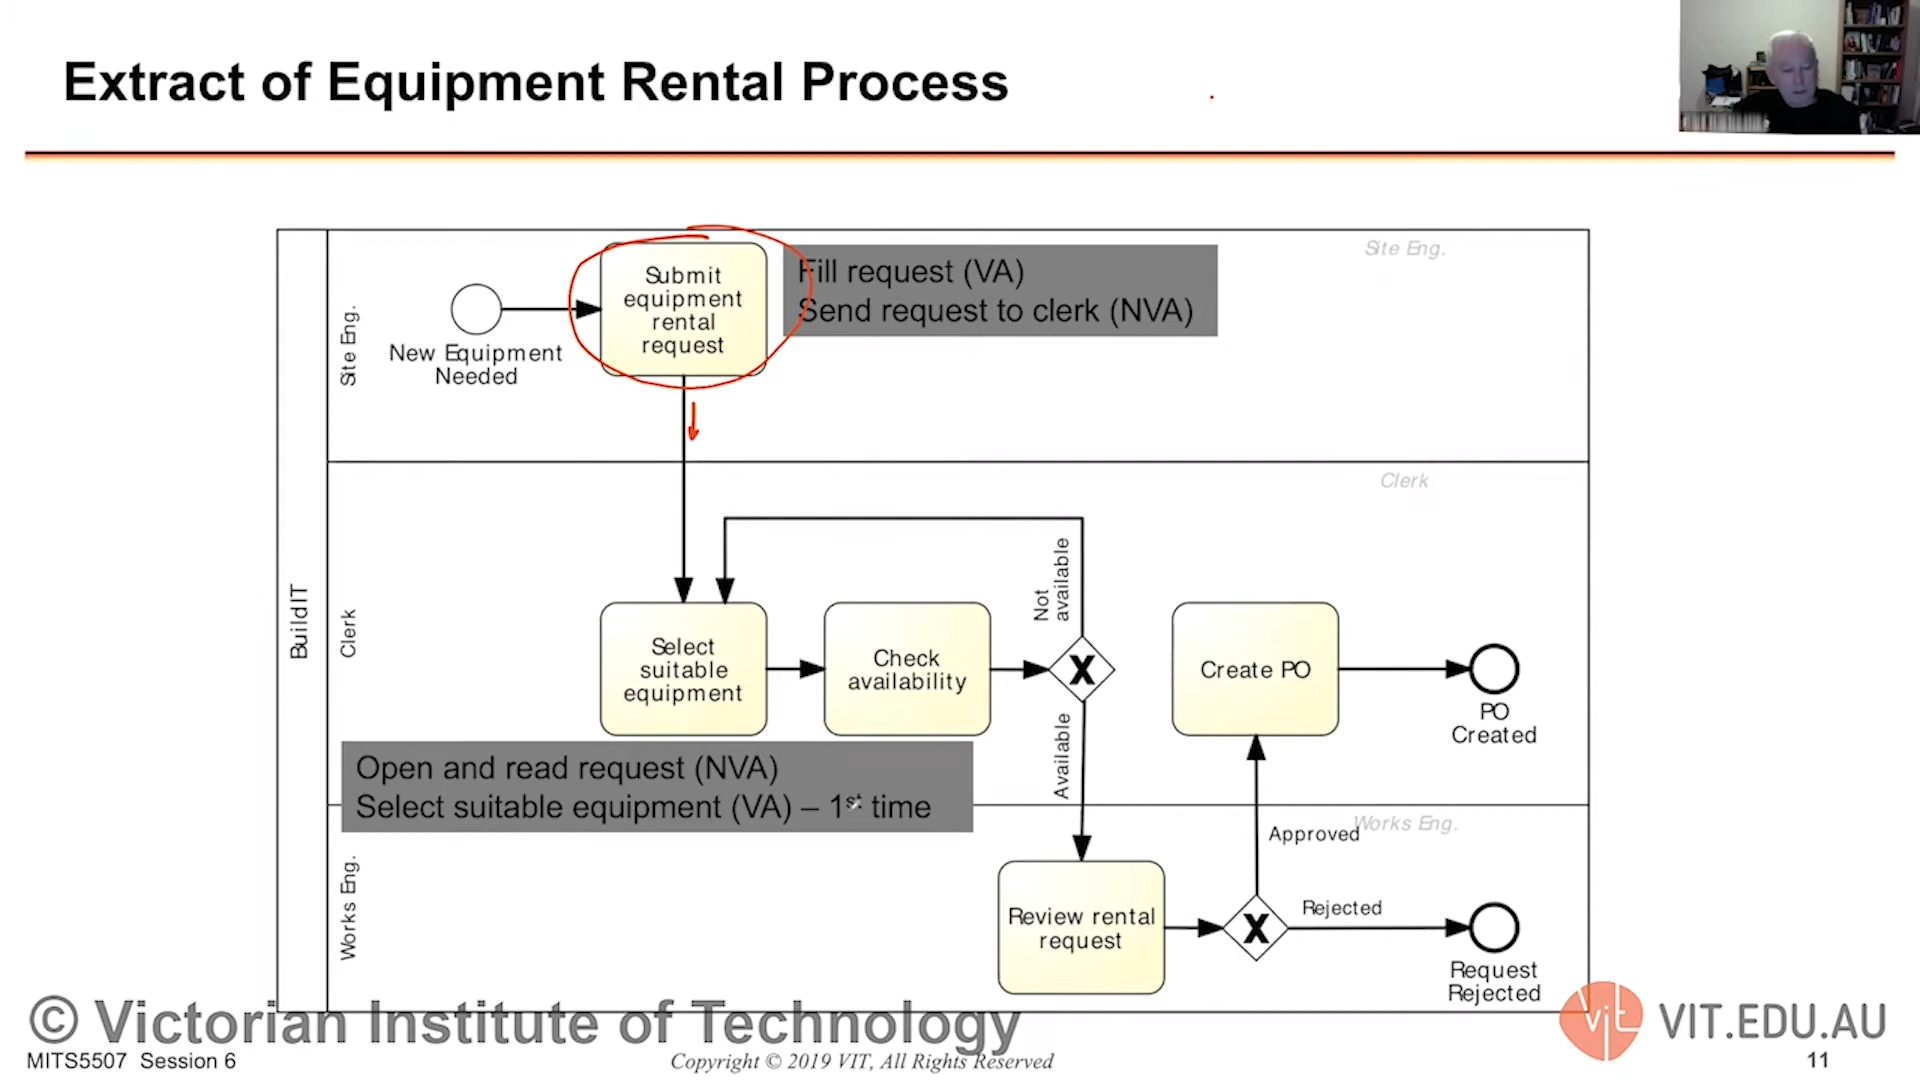 Extract of Equipment Rental Process
BuildIT
Site Eng.
Site Eng.
New Equipment
Needed
Submit
equipment
rental
request
Fill request (VA)
Send request to clerk (NVA)
Clerk
Clerk
Select
suitable
equipment
Check
availability
Not
available
X
Available
Create PO
PO
Created
Open and read request (NVA)
Select suitable equipment (VA) – 1st time
Works Eng.
Works Eng.
Review rental
request
X
Approved
Rejected
Request
Rejected
© Victorian Institute of Technology
vit VIT.EDU.AU
MITS5507 Session 6
Copyright © 2019 VIT, All Rights Reserved
11